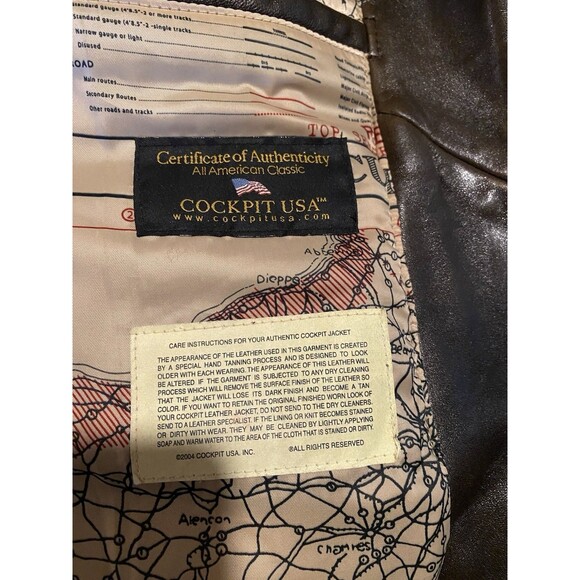 Standard gauge (4'8.5"-2 or more tracks
Standard gauge (4'8.5"-2 -single tracks
Narrow gauge or light
Disused
ROAD
Main routes
Secondary Routes
Other roads and tracks
TOP
Certificate of Authenticity
All American Classic
COCKPIT USA™
www.cockpitusa.com
2
Dieppe
CARE INSTRUCTIONS FOR YOUR AUTHENTIC COCKPIT JACKET
THE APPEARANCE OF THE LEATHER USED IN THIS GARMENT IS CREATED
BY A SPECIAL HAND TANNING PROCESS AND IS DESIGNED TO LOOK
OLDER WITH EACH WEARING. THE APPEARANCE OF THIS LEATHER WILL
BE ALTERED IF THE GARMENT IS SUBJECTED TO ANY DRY CLEANING
PROCESS WHICH WILL REMOVE THE SURFACE FINISH OF THE LEATHER SO
THAT THE JACKET WILL LOSE ITS DARK FINISH AND BECOME A TAN
COLOR. IF YOU WANT TO RETAIN THE ORIGINAL FINISHED WORN LOOK OF
YOUR COCKPIT LEATHER JACKET, DO NOT SEND TO THE DRY CLEANERS.
SEND TO A LEATHER SPECIALIST. IF THE LINING OR KNIT BECOMES STAINED
OR DIRTY WITH WEAR. THEY MAY BE CLEANED BY LIGHTLY APPLYING
SOAP AND WARM WATER TO THE AREA OF THE CLOTH THAT IS STAINED OR DIRTY.
©2004 COCKPIT USA, INC. ®ALL RIGHTS RESERVED
Alencon
Chartres